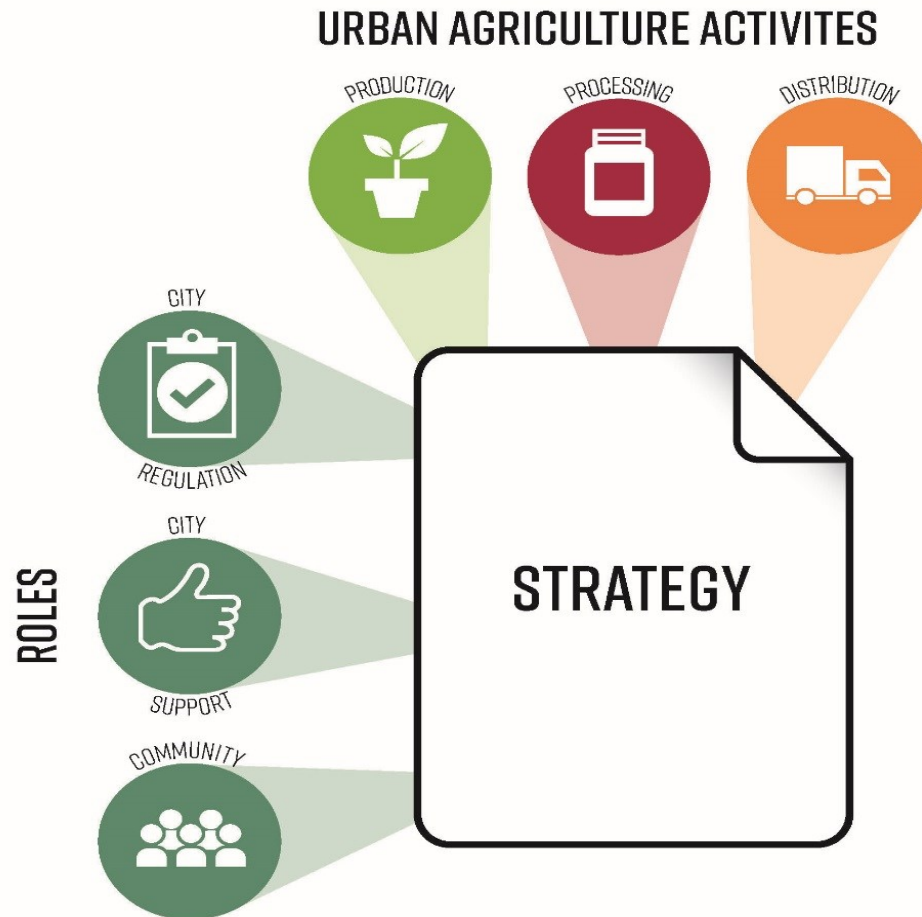 URBAN AGRICULTURE ACTIVITES
PRODUCTION
PROCESSING
DISTRIBUTION
CITY
REGULATION
CITY
SUPPORT
COMMUNITY
ROLES
STRATEGY